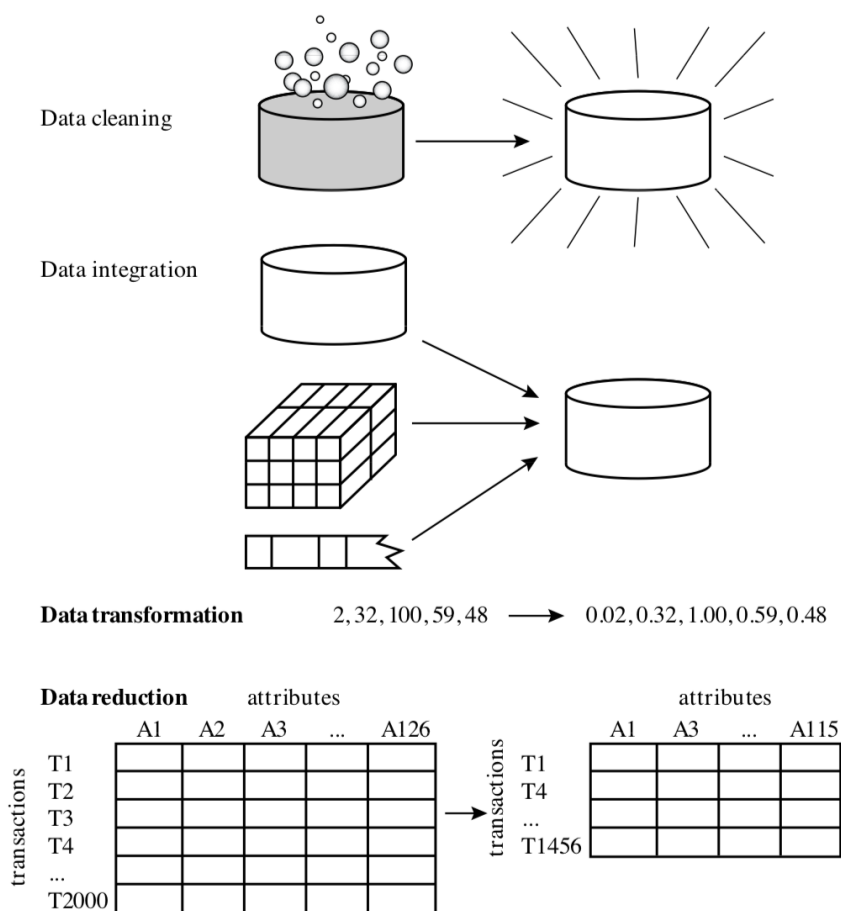 Data cleaning
Data integration
Data transformation 2, 32, 100, 59, 48 0.02, 0.32, 1.00, 0.59, 0.48
Data reduction attributes attributes
A1 A2 A3 ... A126 A1 A3 ... A115
transactions
T1
T2
T3
T4
...
T2000
transactions
T1
T4
...
T1456